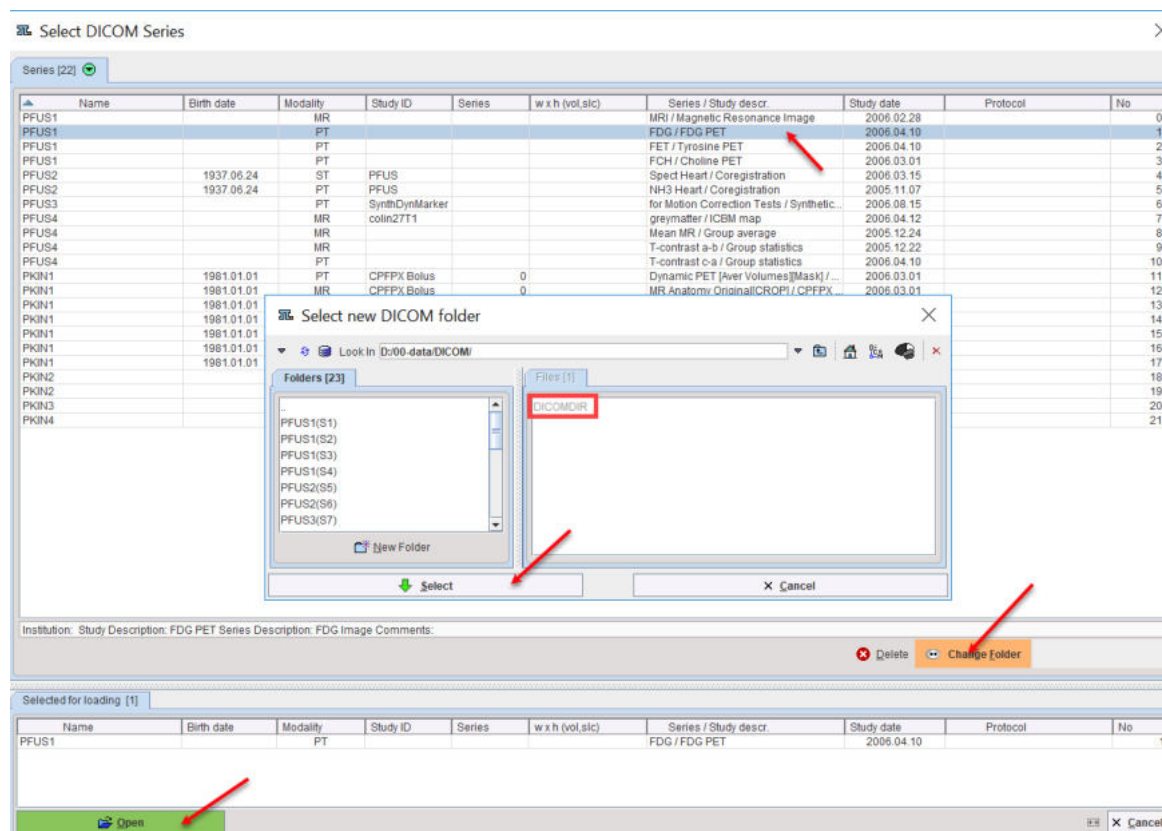 Select DICOM Series
Series [22]
Name Birth date Modality Study ID Series w x h (vol,slc) Series / Study descr. Study date Protocol No
PFUS1 MR MRI / Magnetic Resonance Image 2006.02.28 0
PFUS1 PT FDG / FDG PET 2006.04.10 1
PFUS1 PT FET / Tyrosine PET 2006.04.10 2
PFUS1 PT FCH / Choline PET 2006.03.01 3
PFUS2 1937.06.24 ST PFUS Spect Heart / Coregistration 2006.03.15 4
PFUS2 1937.06.24 PT PFUS NH3 Heart / Coregistration 2005.11.07 5
PFUS3 PT SynthDynMarker for Motion Correction Tests / Synthetic... 2006.08.15 6
PFUS4 MR colin27T1 greymatter / ICBM map 2006.04.12 7
PFUS4 MR Mean MR / Group average 2005.12.24 8
PFUS4 MR T-contrast a-b / Group statistics 2005.12.22 9
PFUS4 PT T-contrast c-a / Group statistics 2006.04.10 10
PKIN1 1981.01.01 PT CPFPX Bolus 0 Dynamic PET [Aver Volumes][Mask] / ... 2006.03.01 11
PKIN1 1981.01.01 MR CPFPX Bolus 0 MR Anatomy Original[CROP] / CPFPX ... 2006.03.01 12
PKIN1 1981.01.01 13
PKIN1 1981.01.01 14
PKIN1 1981.01.01 15
PKIN1 1981.01.01 16
PKIN1 1981.01.01 17
PKIN2 18
PKIN2 19
PKIN3 20
PKIN4 21
Select new DICOM folder
Look In D:/00-data/DICOM/
Folders [23] Files [1]
.. DICOMDIR
PFUS1(S1)
PFUS1(S2)
PFUS1(S3)
PFUS1(S4)
PFUS2(S5)
PFUS2(S6)
PFUS3(S7)
New Folder
Select Cancel
Institution: Study Description: FDG PET Series Description: FDG Image Comments:
Delete Change Folder
Selected for loading [1]
Name Birth date Modality Study ID Series w x h (vol,slc) Series / Study descr. Study date Protocol No
PFUS1 PT FDG / FDG PET 2006.04.10 1
Open Cancel